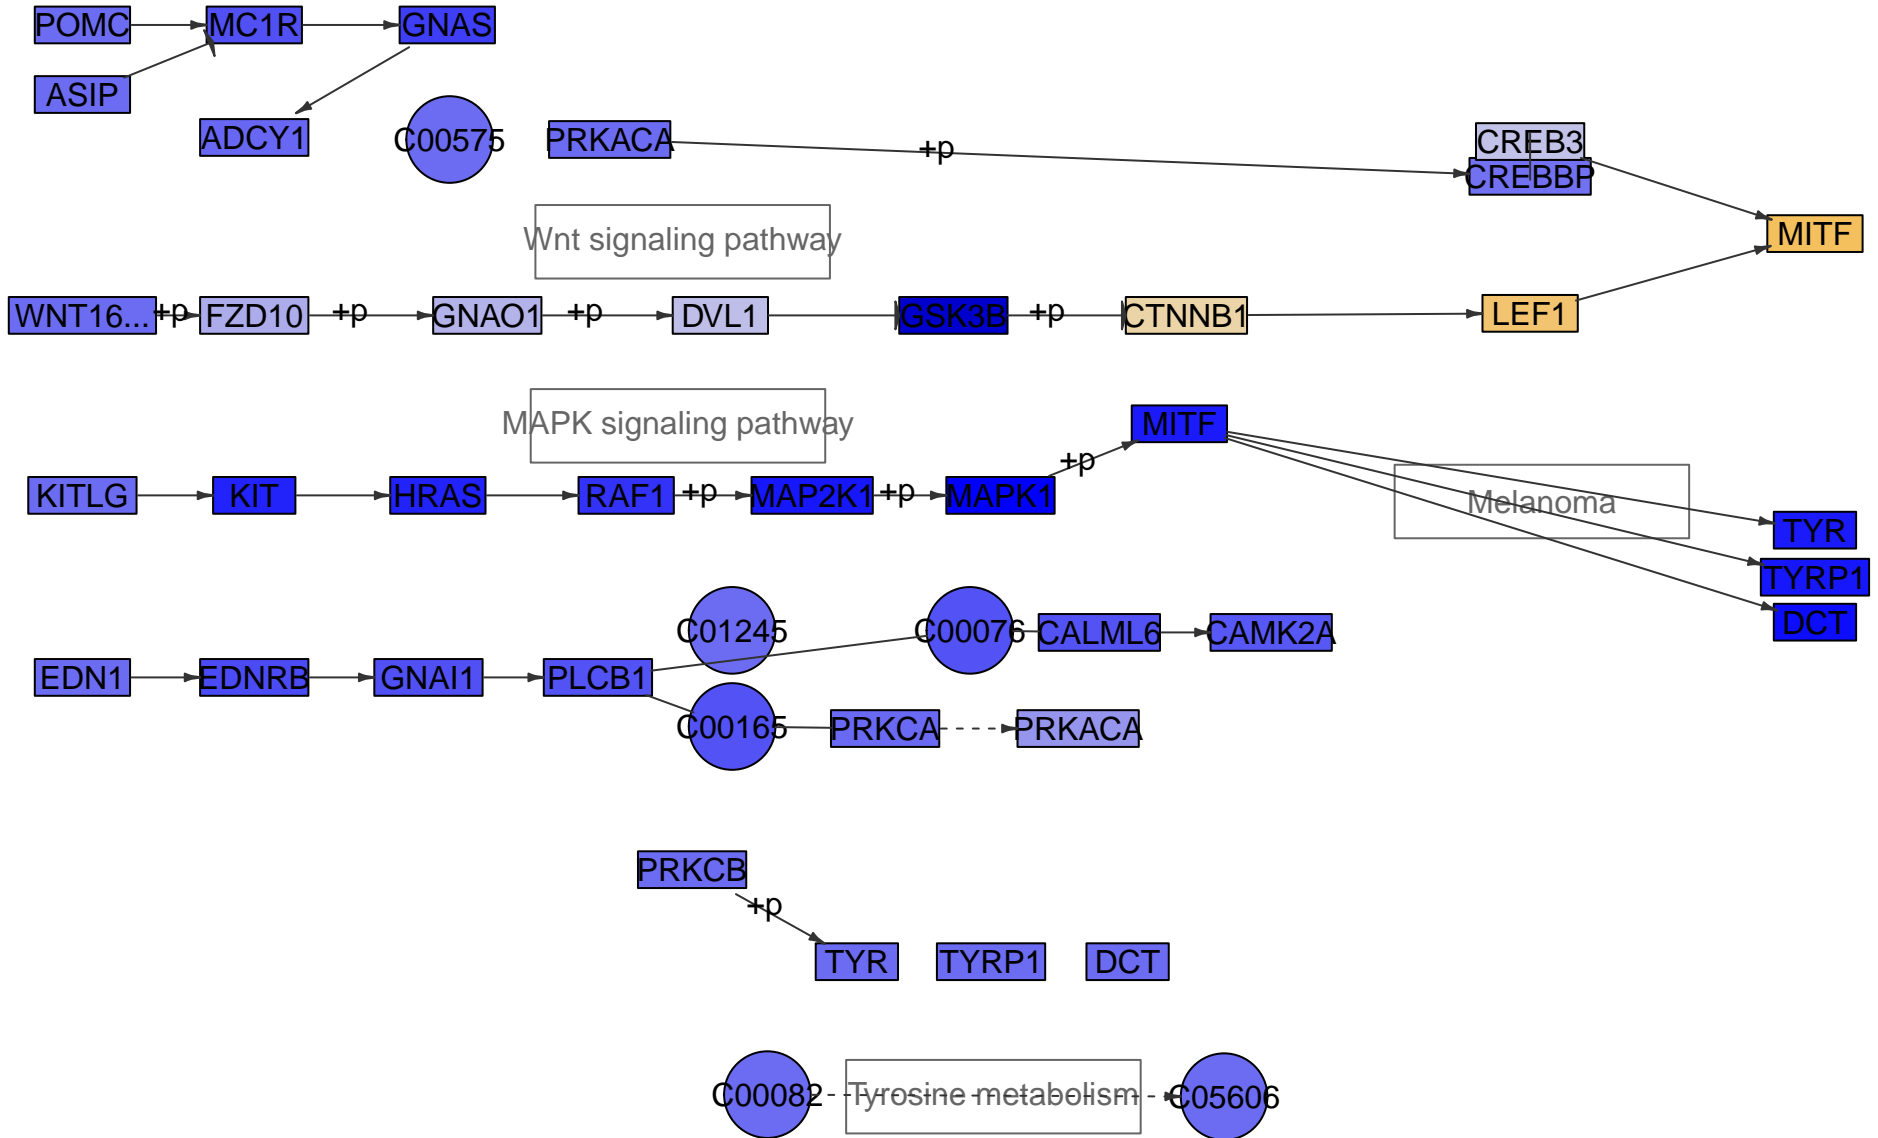 POMC MC1R GNAS
ASIP
ADCY1 C00575 PRKACA +p CREB3
CREBBP
Wnt signaling pathway MITF
WNT16... +p FZD10 +p GNAO1 +p DVL1 GSK3B +p CTNNB1 LEF1
MAPK signaling pathway MITF
+p
KITLG KIT HRAS RAF1 +p MAP2K1 +p MAPK1 Melanoma
TYR
TYRP1
DCT
C01245 C00076 CALML6 CAMK2A
EDN1 EDNRB GNAI1 PLCB1
C00165 PRKCA PRKACA
PRKCB
+p
TYR TYRP1 DCT
C00082 Tyrosine metabolism C05606